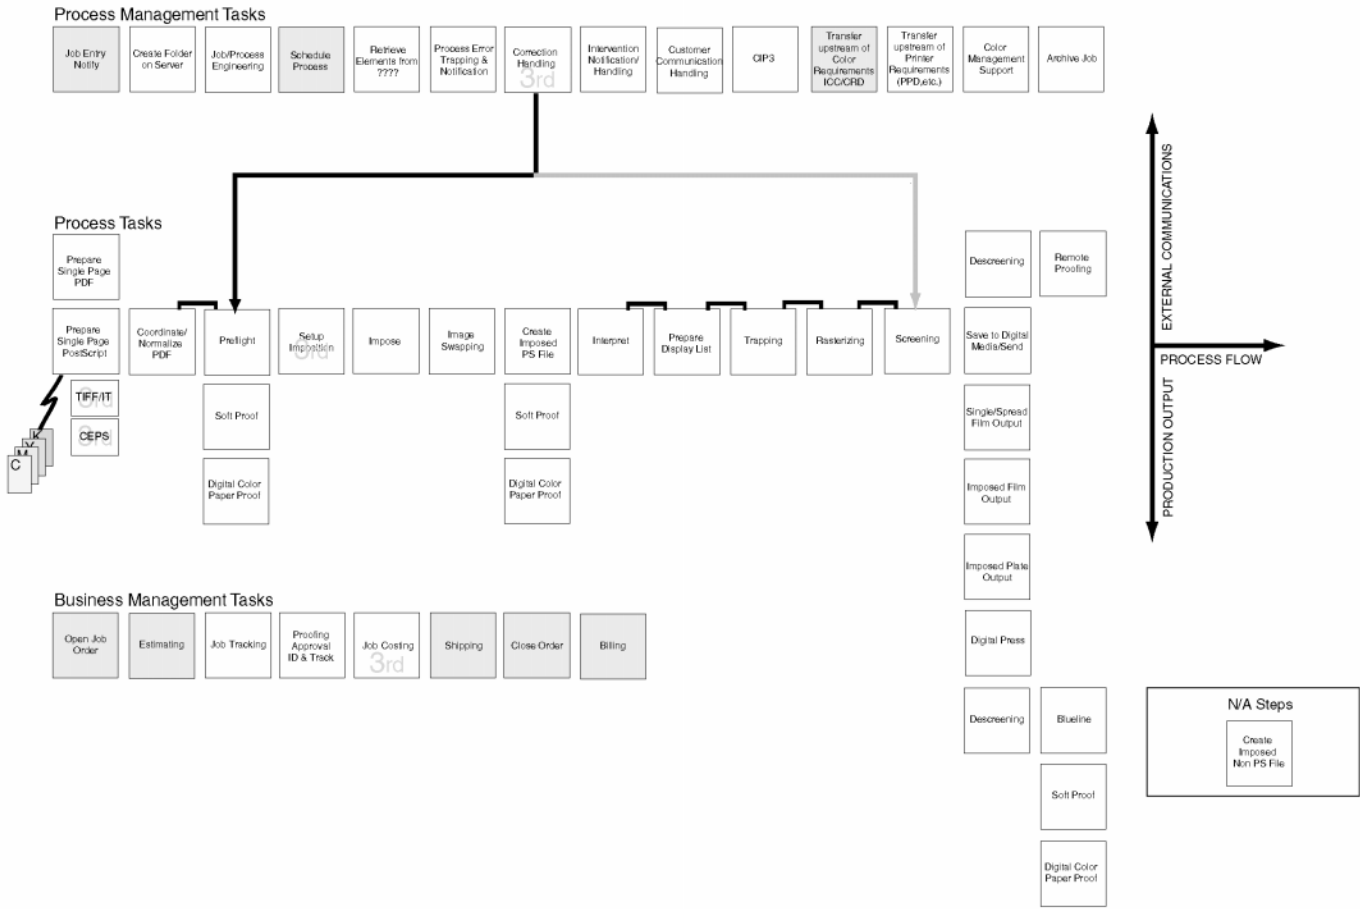 Process Management Tasks
Job Entry
Notify
Create Folder
on Server
Job/Process
Engineering
Schedule
Process
Retrieve
Elements from
????
Process Error
Trapping &
Notification
Correction
Handling
3rd
Intervention
Notification/
Handling
Customer
Communication
Handling
CIP3
Transfer
upstream of
Color
Requirements
ICC/CRD
Transfer
upstream of
Printer
Requirements
(PPD,etc.)
Color
Management
Support
Archive Job
EXTERNAL COMMUNICATIONS
PROCESS FLOW
PRODUCTION OUTPUT
Process Tasks
Prepare
Single Page
PDF
Descreening
Remote
Proofing
Prepare
Single Page
PostScript
Coordinate/
Normalize
PDF
Preflight
Setup
Imposition
3rd
Impose
Image
Swapping
Create
Imposed
PS File
Interpret
Prepare
Display List
Trapping
Rasterizing
Screening
Save to Digital
Media/Send
TIFF/IT
3rd
CEPS
3rd
K
Y
M
C
Soft Proof
Soft Proof
Single/Spread
Film Output
Digital Color
Paper Proof
Digital Color
Paper Proof
Imposed Film
Output
Imposed Plate
Output
Business Management Tasks
Open Job
Order
Estimating
Job Tracking
Proofing
Approval
ID & Track
Job Costing
3rd
Shipping
Close Order
Billing
Digital Press
Descreening
Blueline
Soft Proof
Digital Color
Paper Proof
N/A Steps
Create
Imposed
Non PS File